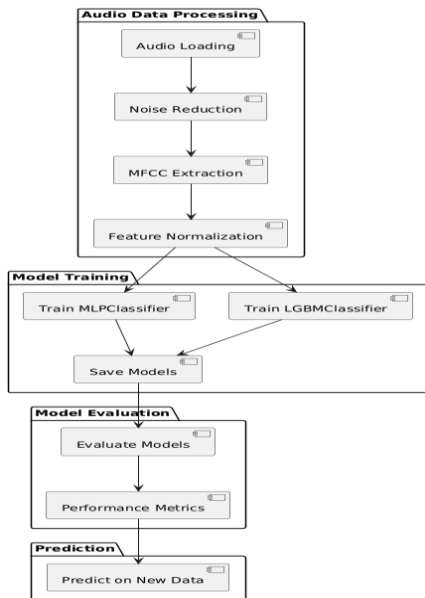 Audio Data Processing
Audio Loading
Noise Reduction
MFCC Extraction
Feature Normalization
Model Training
Train MLPClassifier
Train LGBMClassifier
Save Models
Model Evaluation
Evaluate Models
Performance Metrics
Prediction
Predict on New Data